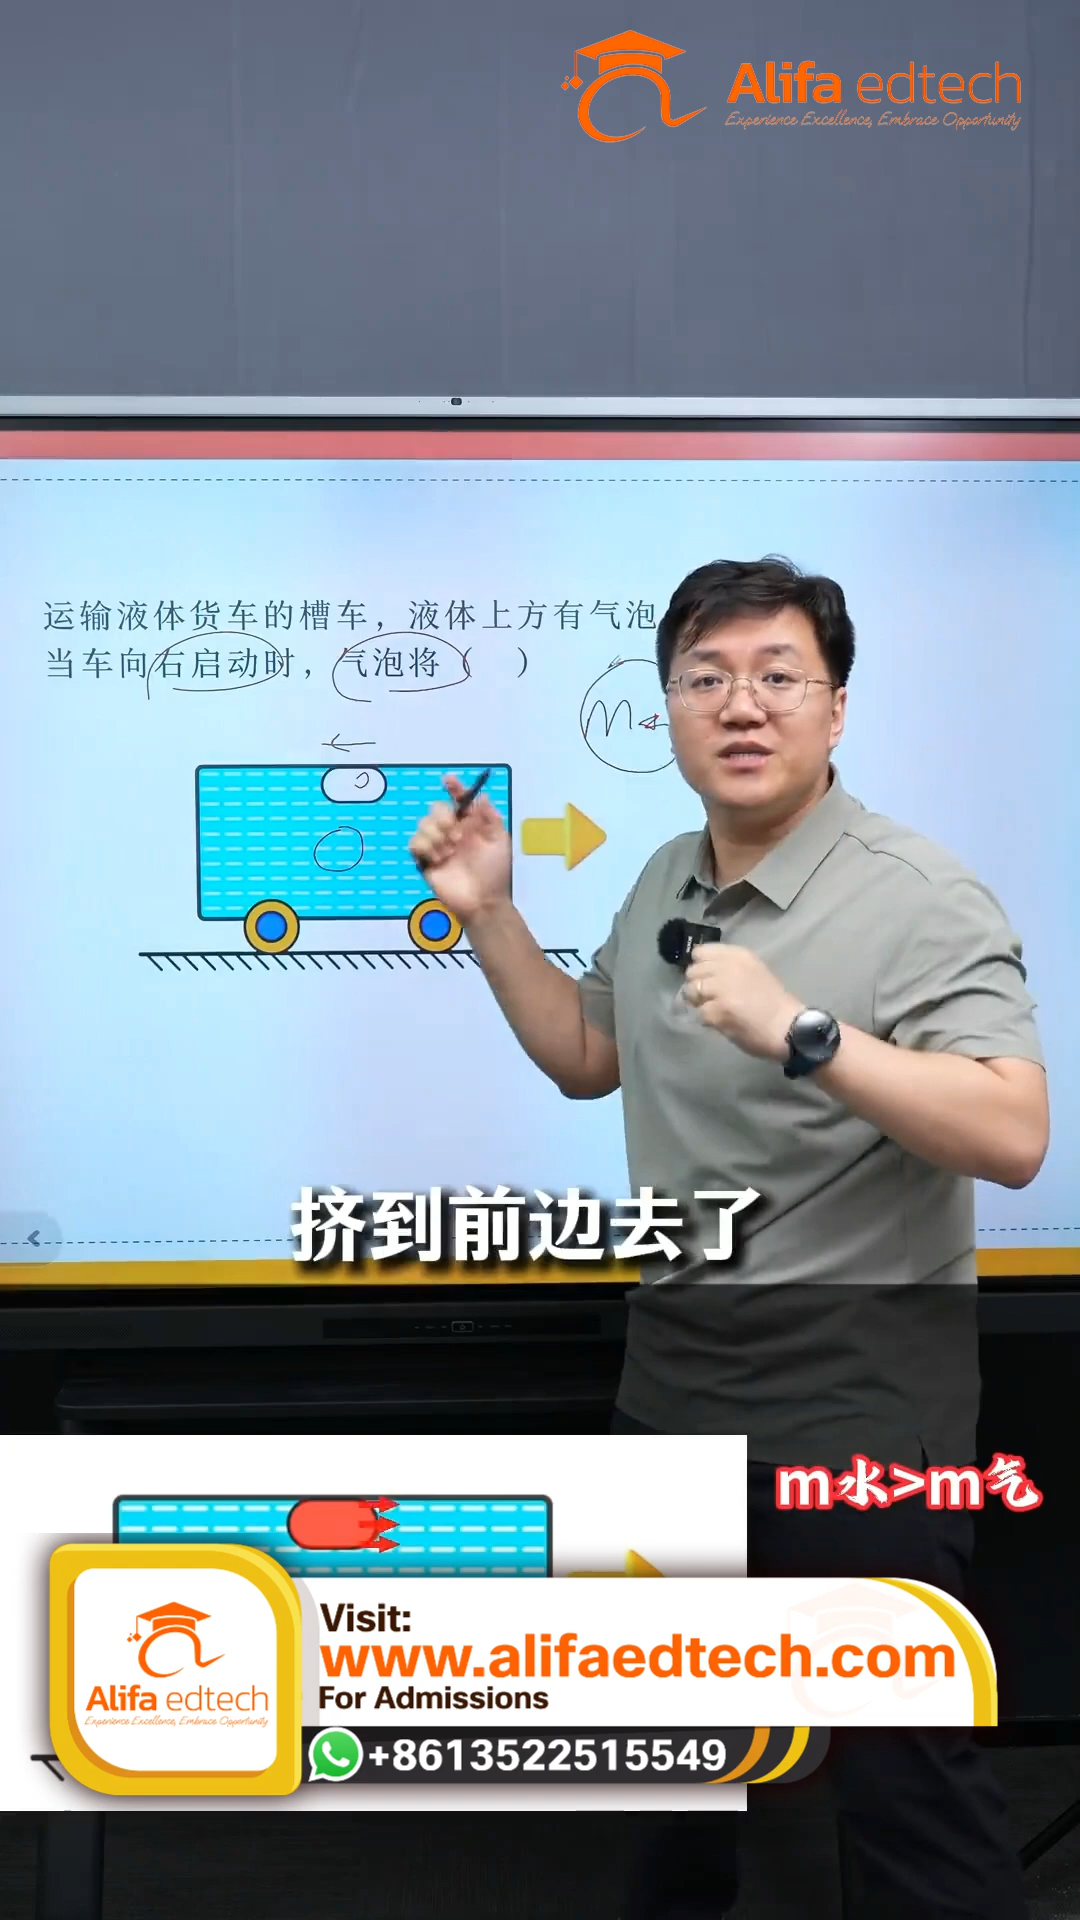 Alifa edtech
Experience Excellence, Embrace Opportunity
运输液体货车的槽车，液体上方有气泡
当车向右启动时，气泡将（ ）
m
挤到前边去了
m水>m气
Visit:
www.alifaedtech.com
For Admissions
Alifa edtech
Experience Excellence, Embrace Opportunity
+8613522515549